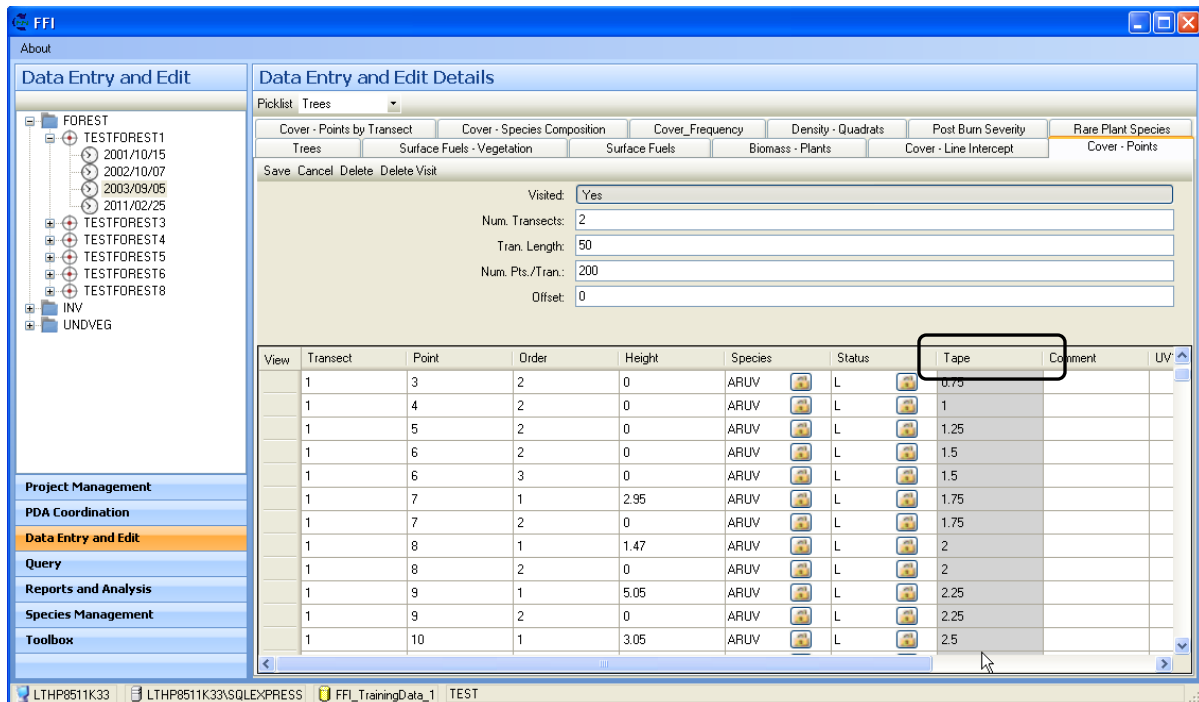 FFI
About
Data Entry and Edit
FOREST
TESTFOREST1
2001/10/15
2002/10/07
2003/09/05
2011/02/25
TESTFOREST3
TESTFOREST4
TESTFOREST5
TESTFOREST6
TESTFOREST8
INV
UNDVEG
Project Management
PDA Coordination
Data Entry and Edit
Query
Reports and Analysis
Species Management
Toolbox
Data Entry and Edit Details
Picklist Trees
Cover - Points by Transect Cover - Species Composition Cover_Frequency Density - Quadrats Post Burn Severity Rare Plant Species
Trees Surface Fuels - Vegetation Surface Fuels Biomass - Plants Cover - Line Intercept Cover - Points
Save Cancel Delete Delete Visit
Visited: Yes
Num. Transects: 2
Tran. Length: 50
Num. Pts./Tran.: 200
Offset: 0
View Transect Point Order Height Species Status Tape Comment UV
1 3 2 0 ARUV L 0.75
1 4 2 0 ARUV L 1
1 5 2 0 ARUV L 1.25
1 6 2 0 ARUV L 1.5
1 6 3 0 ARUV L 1.5
1 7 1 2.95 ARUV L 1.75
1 7 2 0 ARUV L 1.75
1 8 1 1.47 ARUV L 2
1 8 2 0 ARUV L 2
1 9 1 5.05 ARUV L 2.25
1 9 2 0 ARUV L 2.25
1 10 1 3.05 ARUV L 2.5
LTHP8511K33 LTHP8511K33\SQLEXPRESS FFI_TrainingData_1 TEST